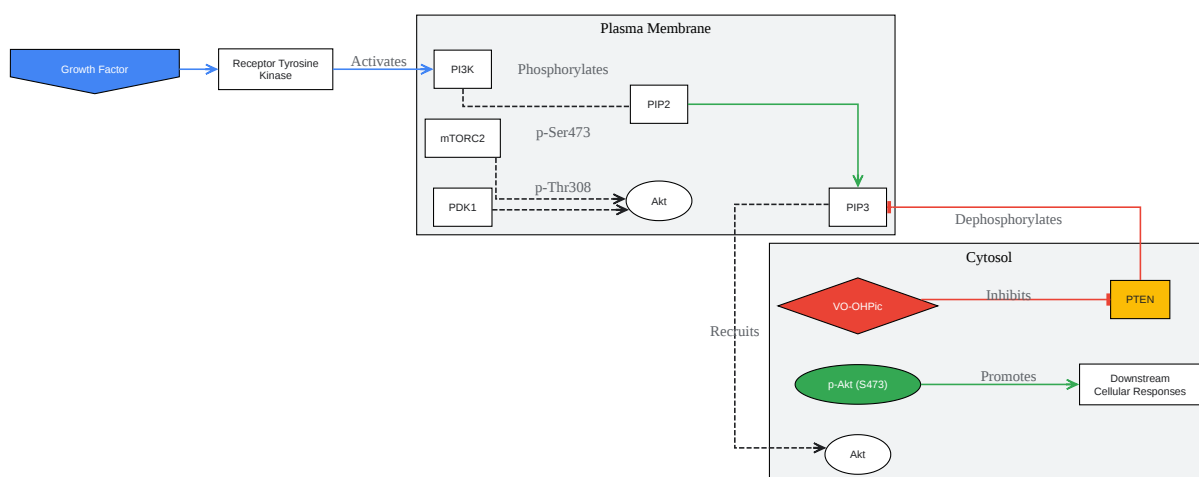 Plasma Membrane
Growth Factor
Receptor Tyrosine
Kinase
Activates
PI3K
Phosphorylates
PIP2
mTORC2
p-Ser473
p-Thr308
PDK1
Akt
PIP3
Dephosphorylates
Cytosol
VO-OHPic
Inhibits
PTEN
Recruits
p-Akt (S473)
Promotes
Downstream
Cellular Responses
Akt